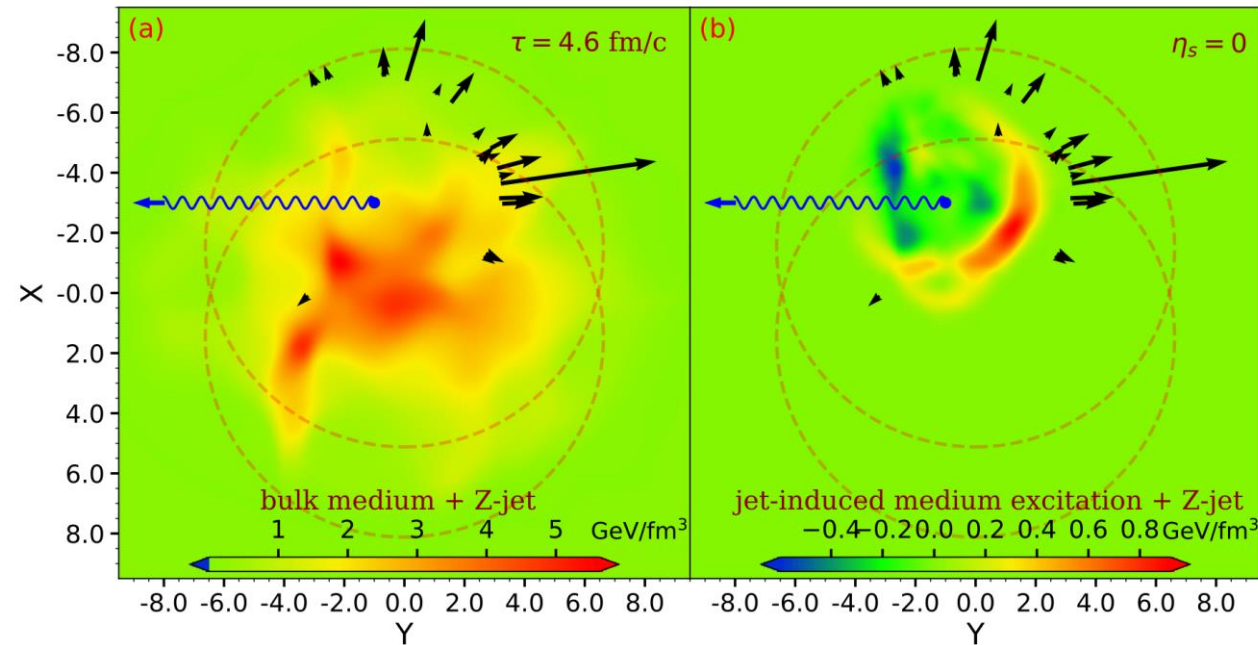 (a)
τ = 4.6 fm/c
(b)
ηs = 0
X
-8.0
-6.0
-4.0
-2.0
-0.0
2.0
4.0
6.0
8.0
bulk medium + Z-jet
1 2 3 4 5 GeV/fm³
jet-induced medium excitation + Z-jet
−0.4 −0.2 0.0 0.2 0.4 0.6 0.8 GeV/fm³
-8.0 -6.0 -4.0 -2.0 0.0 2.0 4.0 6.0 8.0
-8.0 -6.0 -4.0 -2.0 0.0 2.0 4.0 6.0 8.0
Y
Y